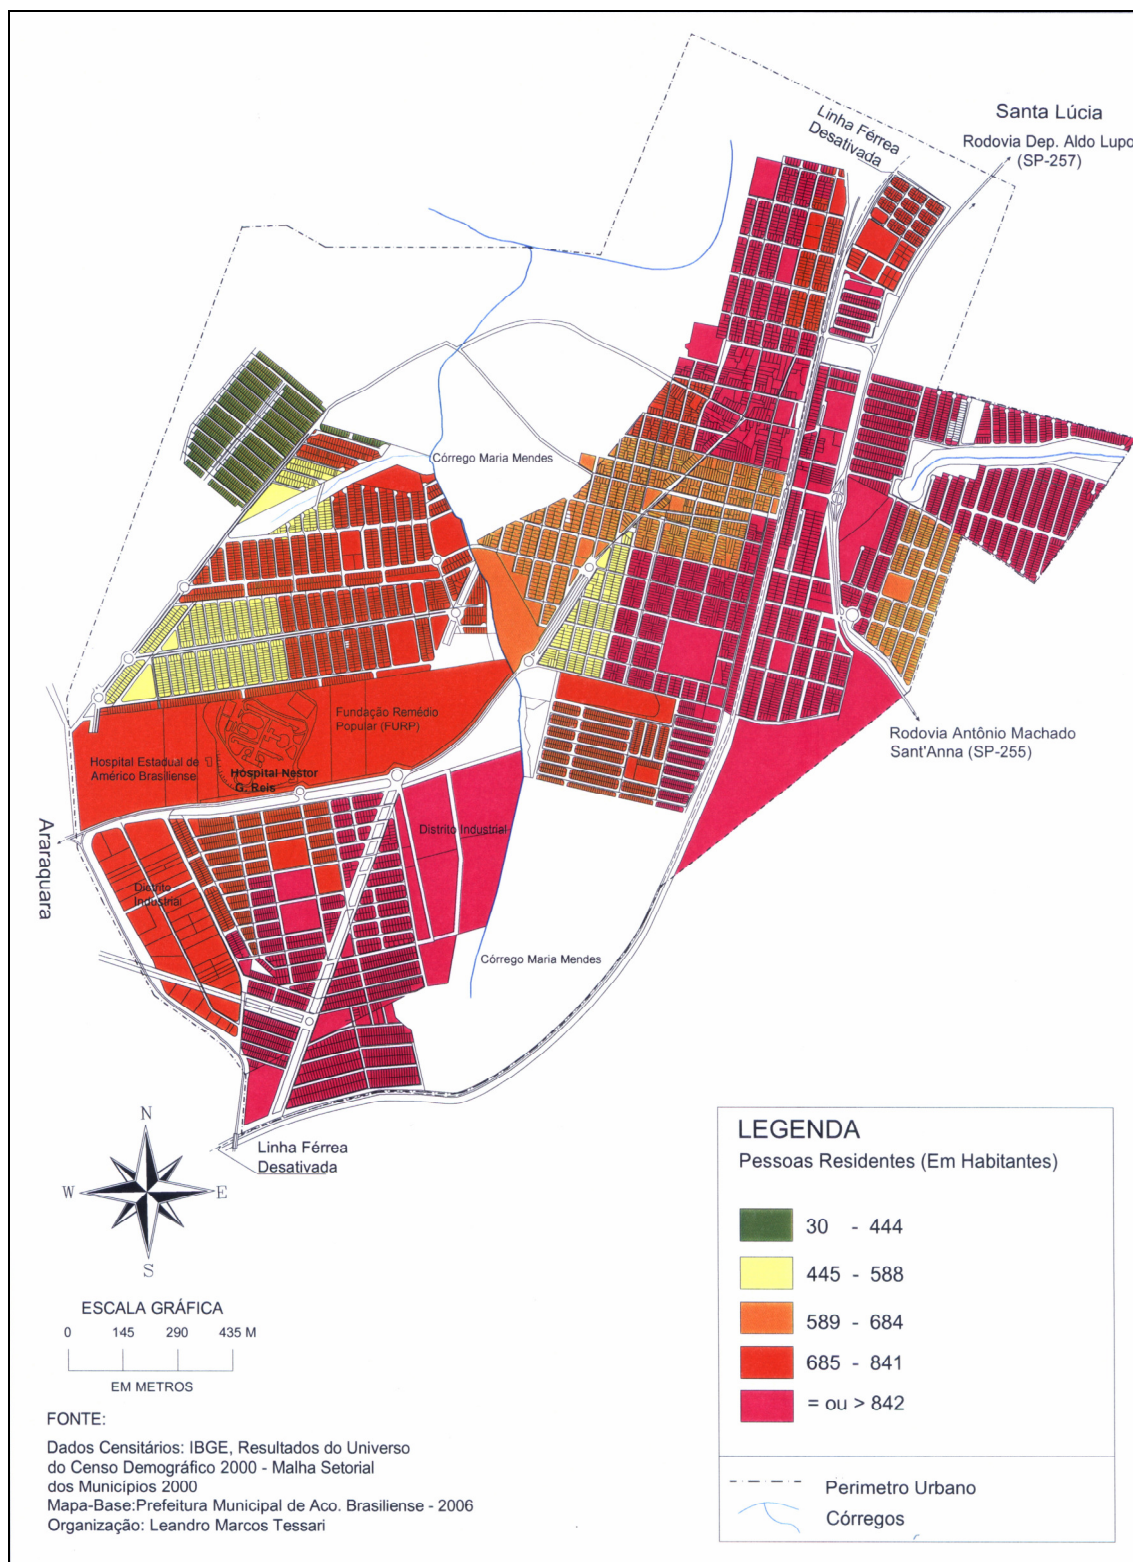 Linha Férrea
Desativada
Santa Lúcia
Rodovia Dep. Aldo Lupo
(SP-257)
Córrego Maria Mendes
Fundação Remédio
Popular (FURP)
Hospital Estadual de
Américo Brasiliense
Hospital Nestor
G. Reis
Rodovia Antônio Machado
Sant'Anna (SP-255)
Araraquara
Distrito Industrial
Distrito
Industrial
Córrego Maria Mendes
Linha Férrea
Desativada
N
W
E
S
ESCALA GRÁFICA
0 145 290 435 M
EM METROS
FONTE:
Dados Censitários: IBGE, Resultados do Universo
do Censo Demográfico 2000 - Malha Setorial
dos Municípios 2000
Mapa-Base:Prefeitura Municipal de Aco. Brasiliense - 2006
Organização: Leandro Marcos Tessari
LEGENDA
Pessoas Residentes (Em Habitantes)
30 - 444
445 - 588
589 - 684
685 - 841
= ou > 842
Perimetro Urbano
Córregos